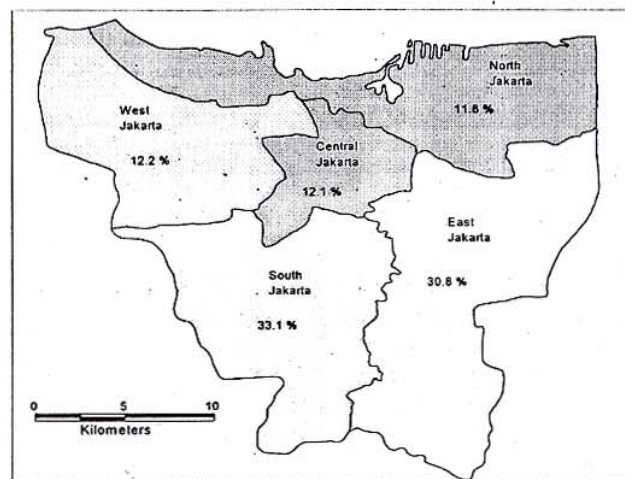 North
Jakarta
11.8 %
West
Jakarta
12.2 %
Central
Jakarta
12.1 %
East
Jakarta
30.8 %
South
Jakarta
33.1 %
0 5 10
Kilometers